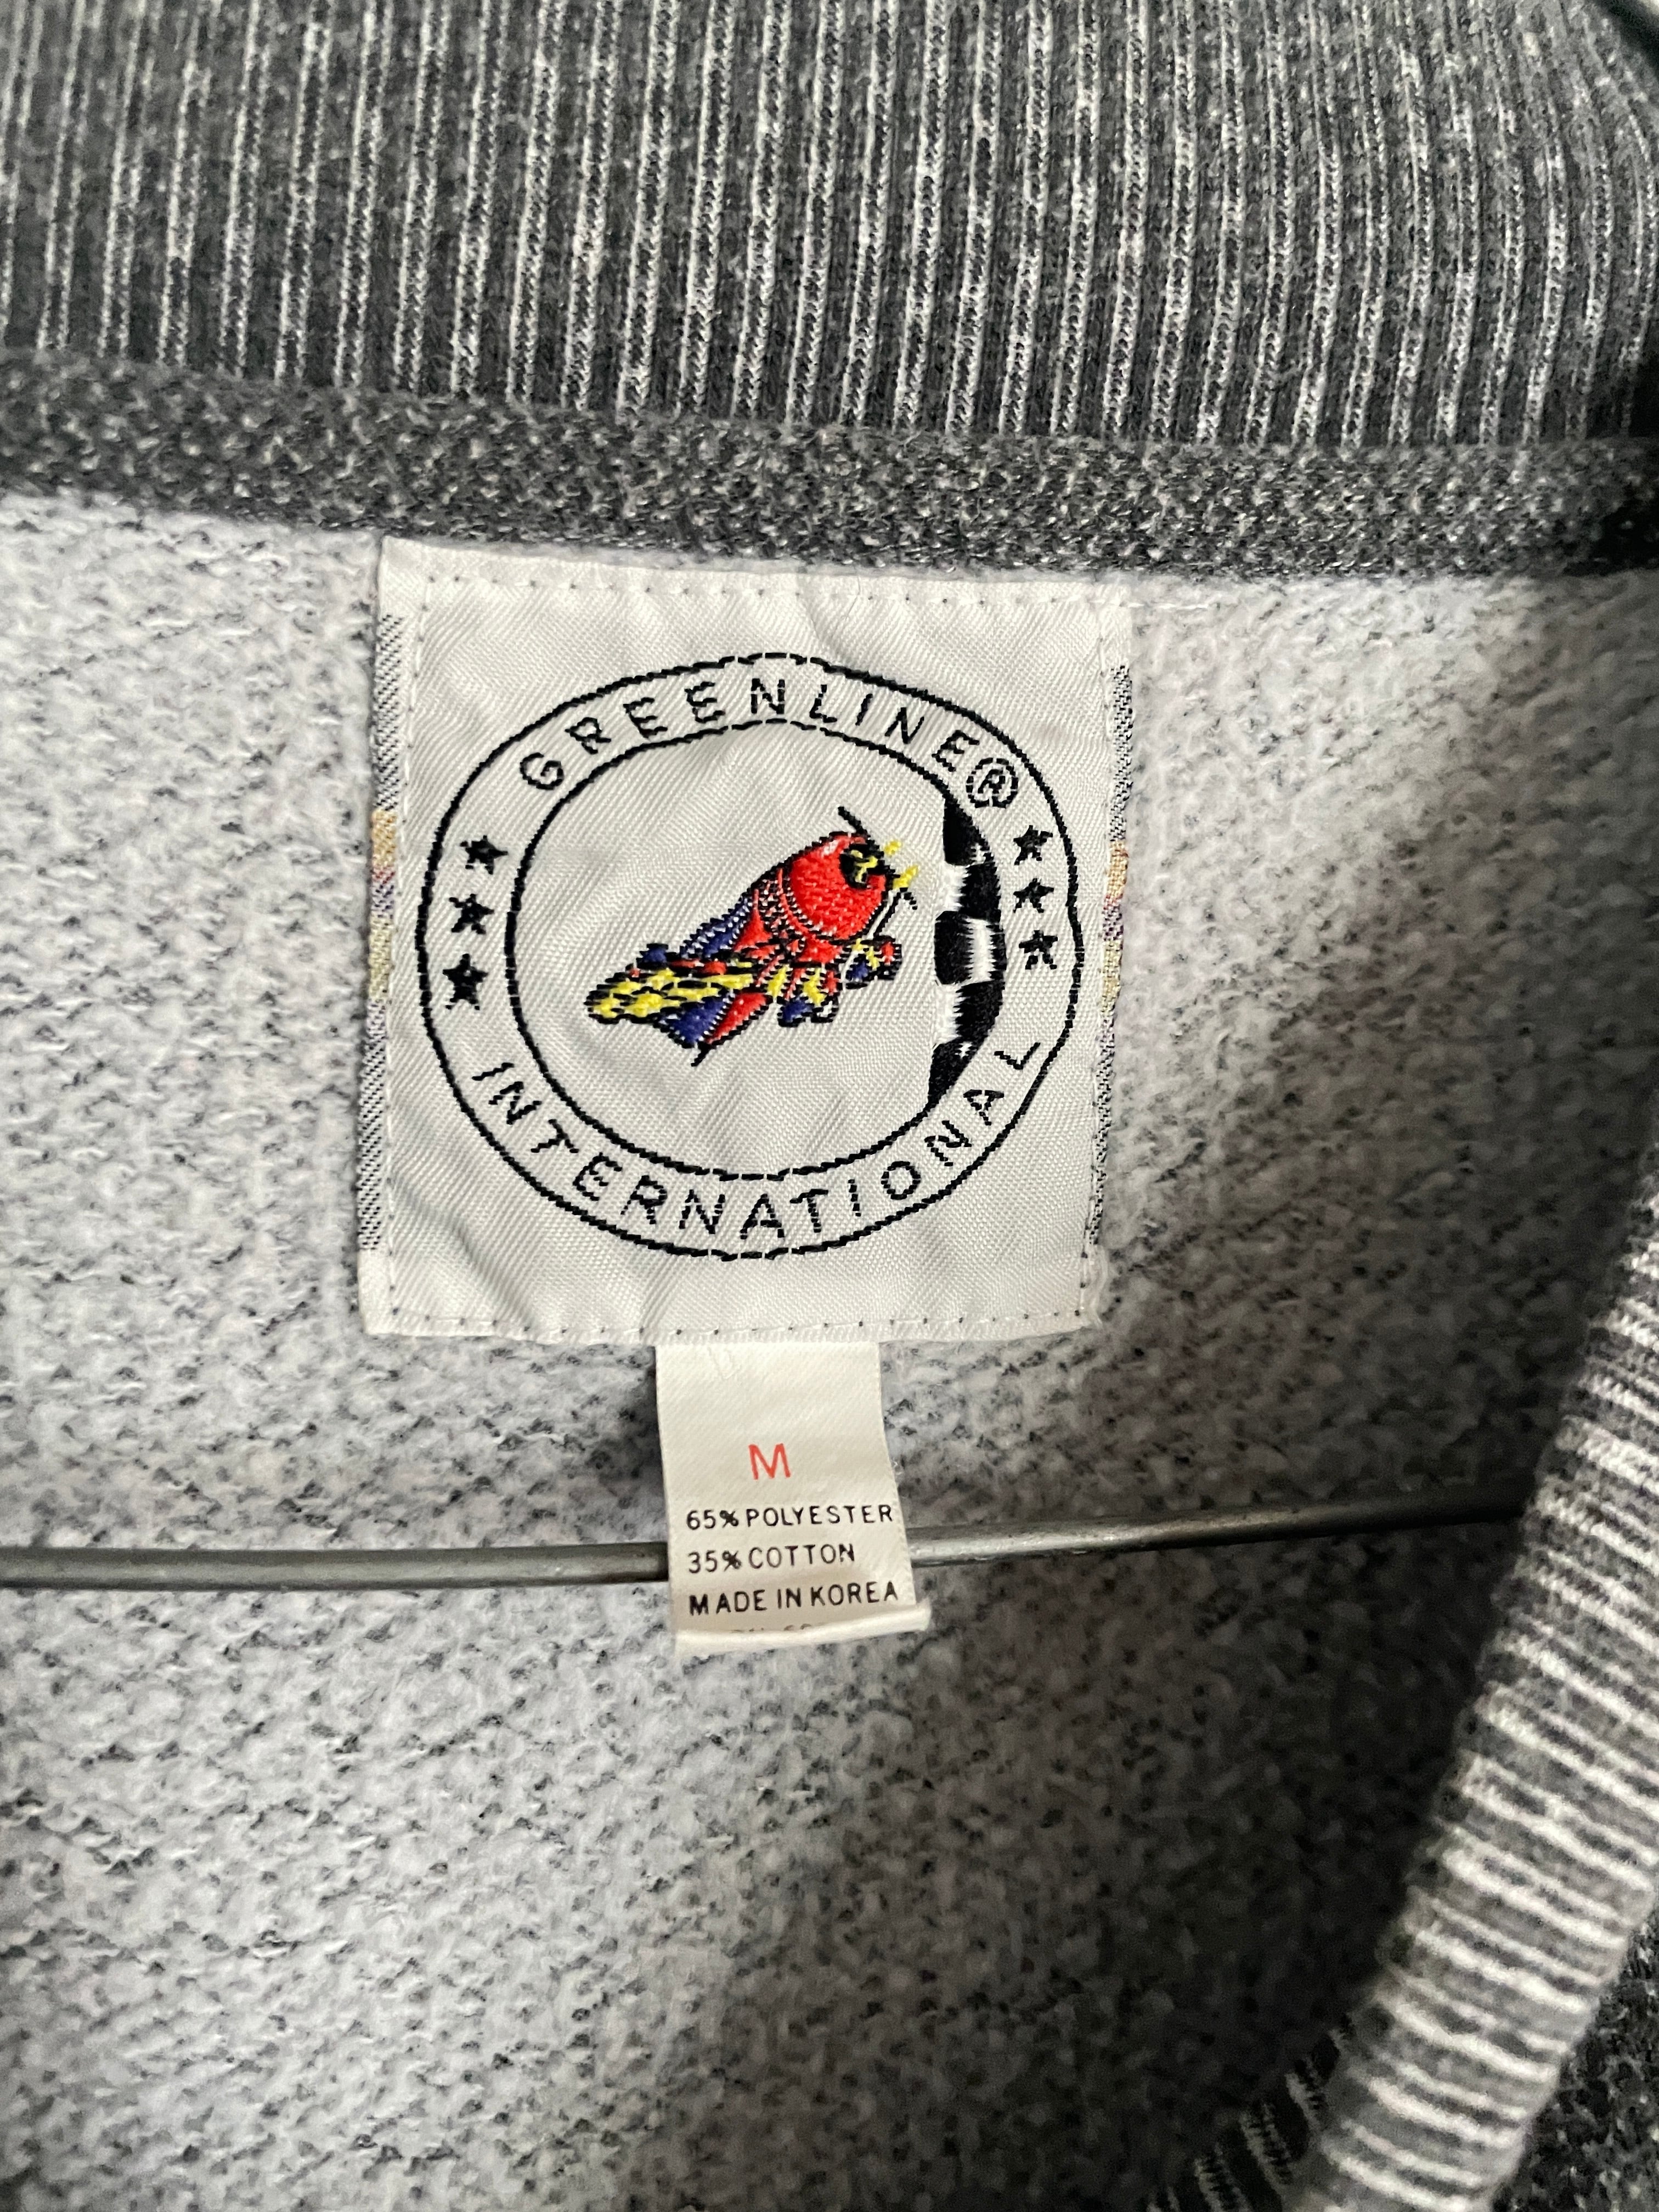 GREENLINE®
INTERNATIONAL
M
65% POLYESTER
35% COTTON
MADE IN KOREA